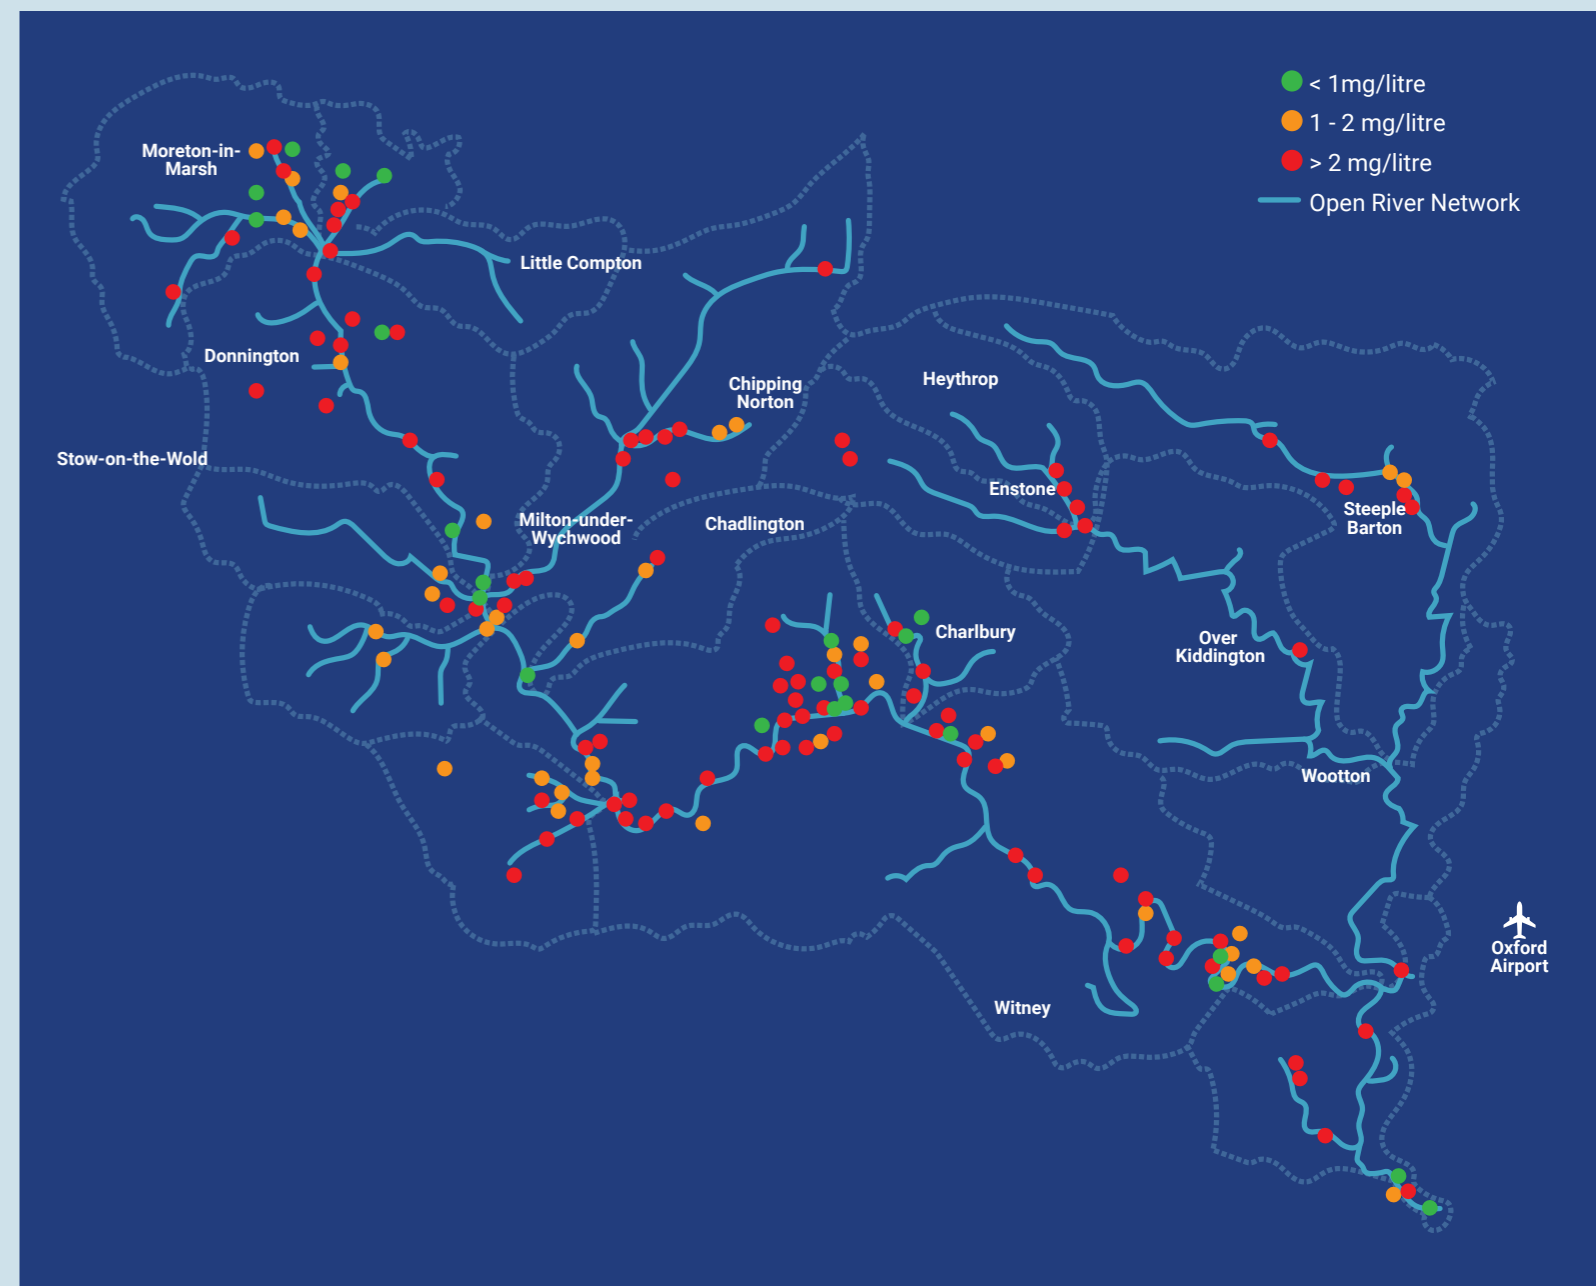 < 1mg/litre
1 - 2 mg/litre
> 2 mg/litre
Open River Network
Moreton-in-
Marsh
Little Compton
Donnington
Chipping
Norton
Heythrop
Stow-on-the-Wold
Enstone
Steeple
Barton
Milton-under-
Wychwood
Chadlington
Charlbury
Over
Kiddington
Wootton
Oxford
Airport
Witney